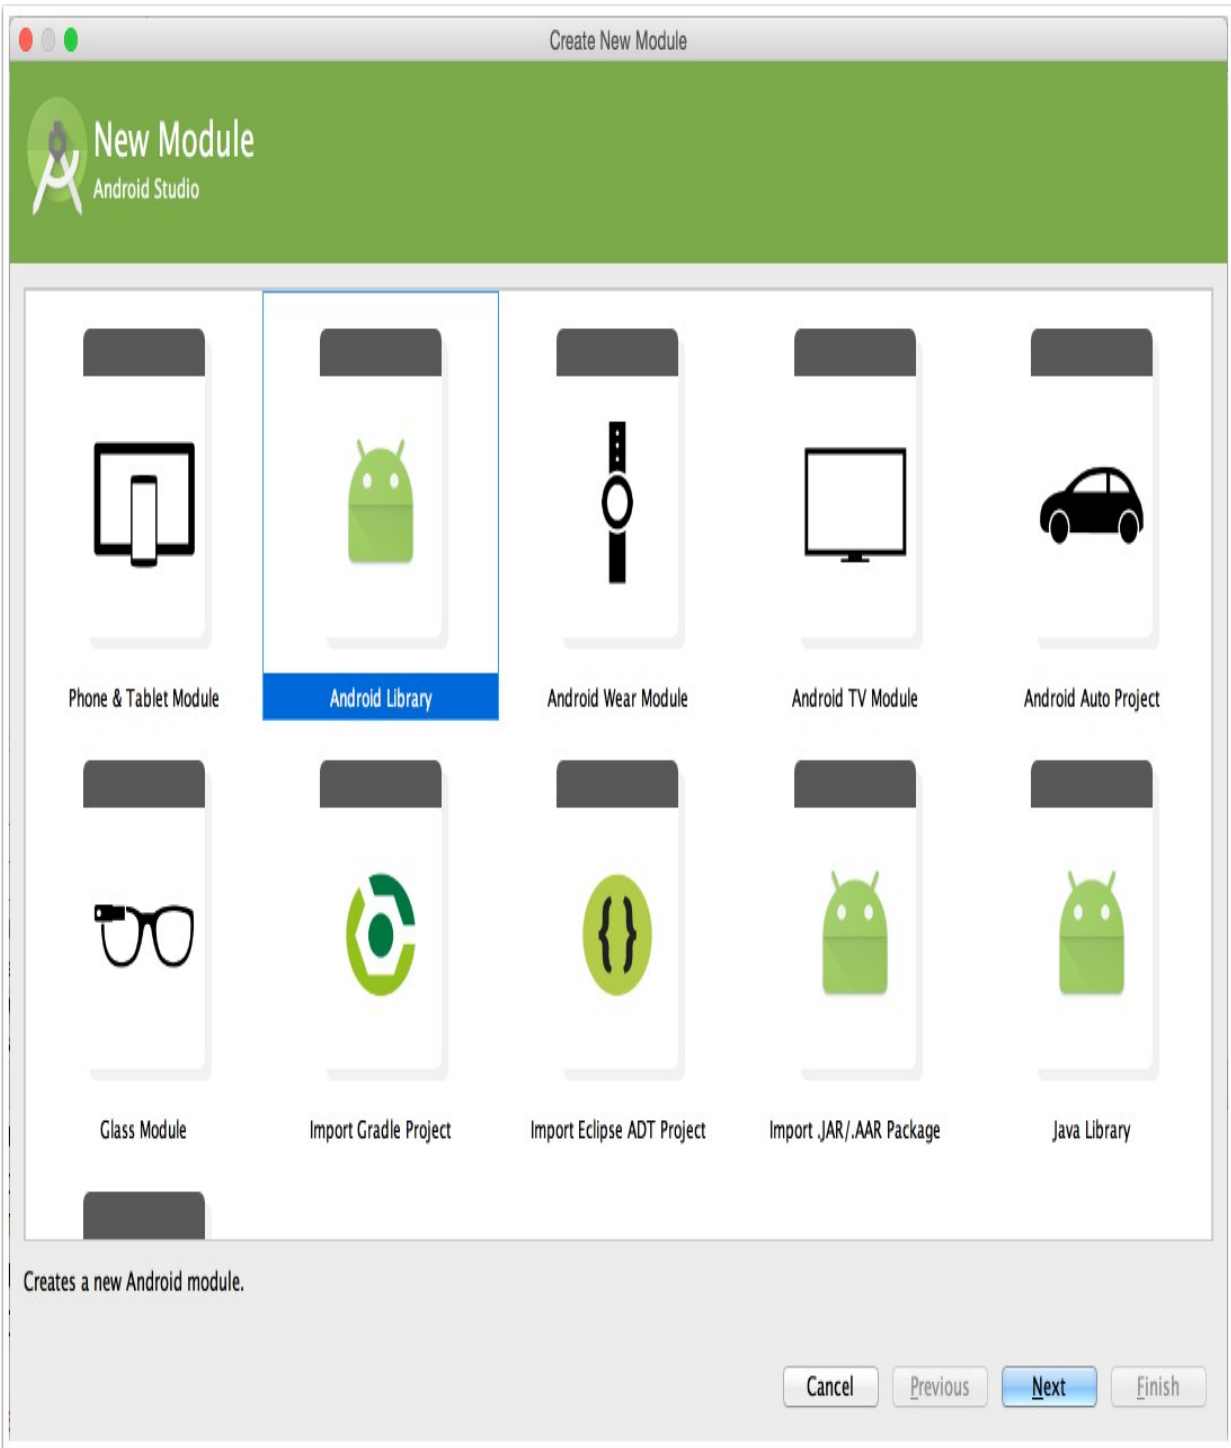 Create New Module
New Module
Android Studio
Phone & Tablet Module
Android Library
Android Wear Module
Android TV Module
Android Auto Project
Glass Module
Import Gradle Project
Import Eclipse ADT Project
Import .JAR/.AAR Package
Java Library
Creates a new Android module.
Cancel
Previous
Next
Finish